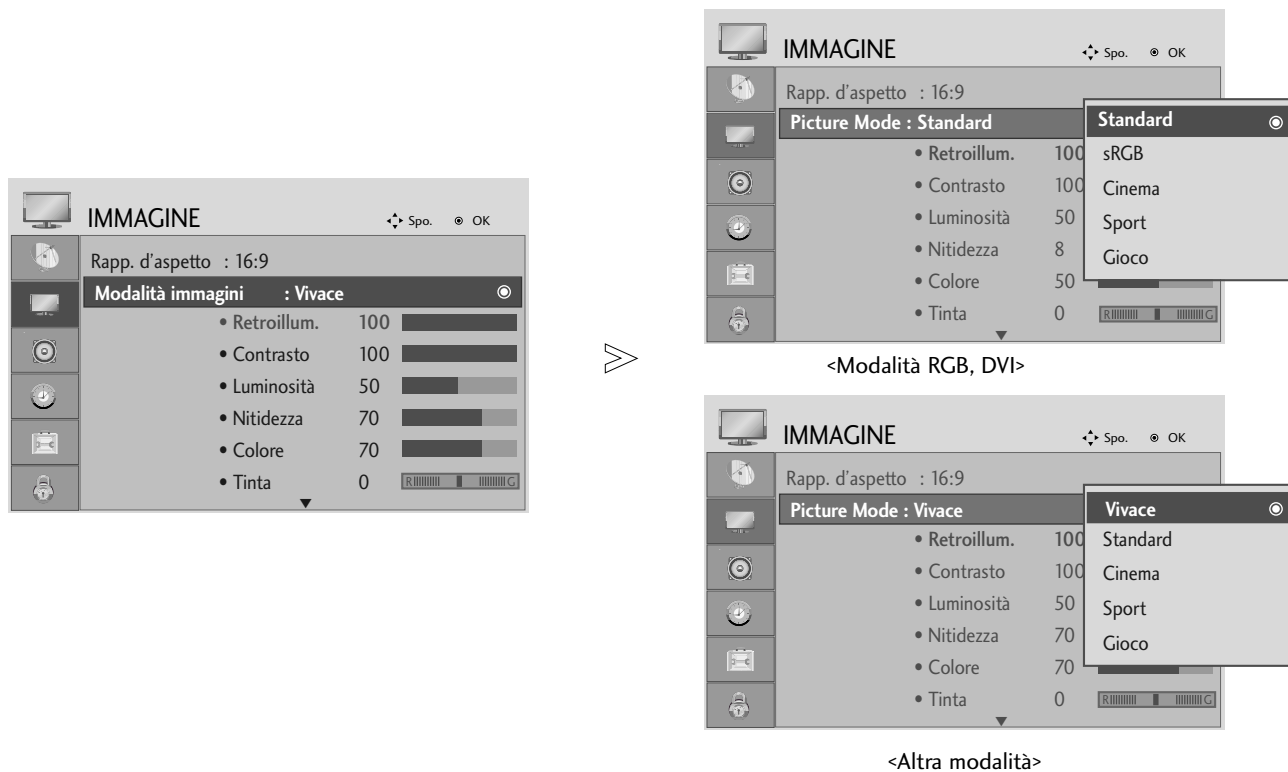 IMMAGINE
Spo. OK
Rapp. d'aspetto : 16:9
Modalità immagini : Vivace
• Retroillum. 100
• Contrasto 100
• Luminosità 50
• Nitidezza 70
• Colore 70
• Tinta 0 R G
IMMAGINE
Spo. OK
Rapp. d'aspetto : 16:9
Picture Mode : Standard
• Retroillum. 100
• Contrasto 100
• Luminosità 50
• Nitidezza 8
• Colore 50
• Tinta 0 R G
Standard
sRGB
Cinema
Sport
Gioco
<Modalità RGB, DVI>
IMMAGINE
Spo. OK
Rapp. d'aspetto : 16:9
Picture Mode : Vivace
• Retroillum. 100
• Contrasto 100
• Luminosità 50
• Nitidezza 70
• Colore 70
• Tinta 0 R G
Vivace
Standard
Cinema
Sport
Gioco
<Altra modalità>